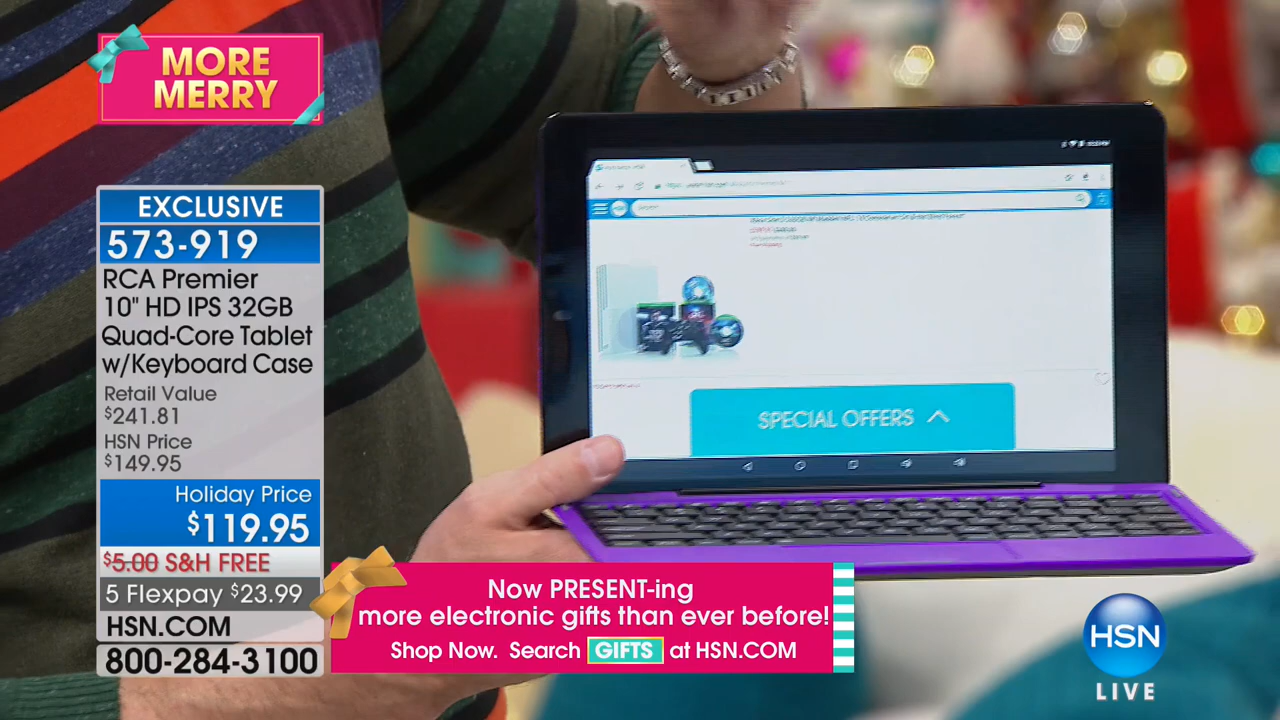 MORE
MERRY
EXCLUSIVE
573-919
RCA Premier
10" HD IPS 32GB
Quad-Core Tablet
w/Keyboard Case
Retail Value
$241.81
HSN Price
$149.95
Holiday Price
$119.95
$5.00 S&H FREE
5 Flexpay $23.99
HSN.COM
800-284-3100
SPECIAL OFFERS
Now PRESENT-ing
more electronic gifts than ever before!
Shop Now. Search GIFTS at HSN.COM
HSN
LIVE